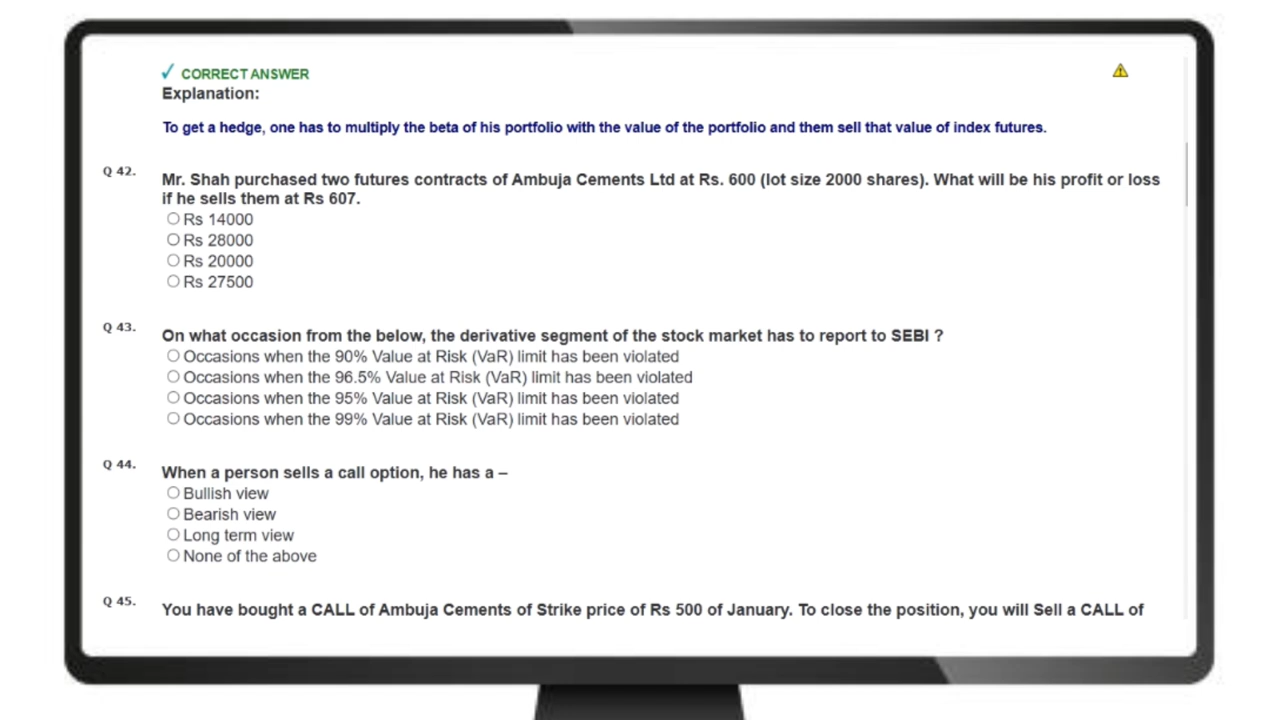 ✓ CORRECT ANSWER
Explanation:
To get a hedge, one has to multiply the beta of his portfolio with the value of the portfolio and them sell that value of index futures.
Q 42.
Mr. Shah purchased two futures contracts of Ambuja Cements Ltd at Rs. 600 (lot size 2000 shares). What will be his profit or loss
if he sells them at Rs 607.
Rs 14000
Rs 28000
Rs 20000
Rs 27500
Q 43.
On what occasion from the below, the derivative segment of the stock market has to report to SEBI ?
Occasions when the 90% Value at Risk (VaR) limit has been violated
Occasions when the 96.5% Value at Risk (VaR) limit has been violated
Occasions when the 95% Value at Risk (VaR) limit has been violated
Occasions when the 99% Value at Risk (VaR) limit has been violated
Q 44.
When a person sells a call option, he has a –
Bullish view
Bearish view
Long term view
None of the above
Q 45.
You have bought a CALL of Ambuja Cements of Strike price of Rs 500 of January. To close the position, you will Sell a CALL of